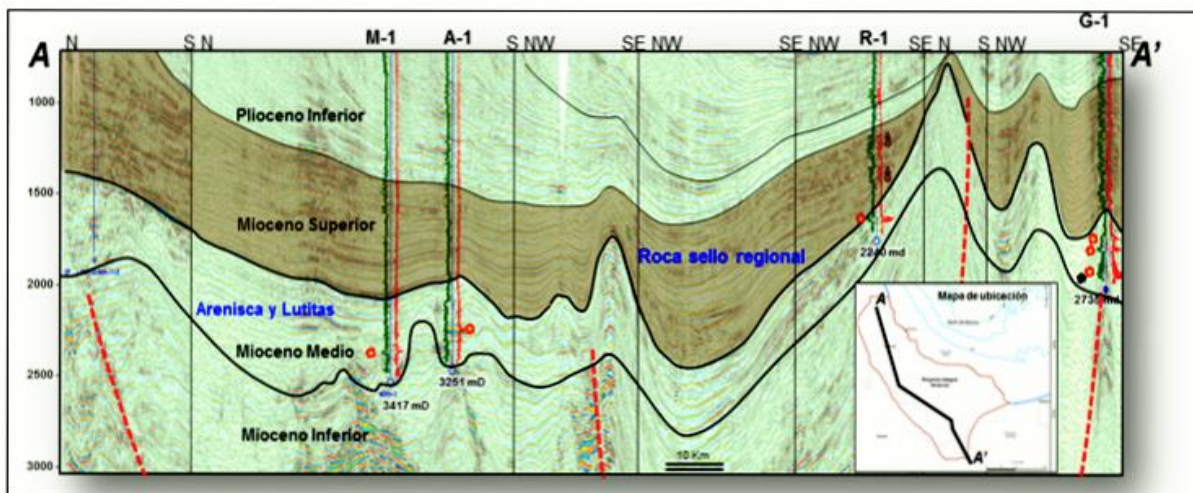 M-1 A-1 R-1 G-1
N S N S NW SE NW SE NW SE N S NW SE
A A'
1000
Plioceno Inferior
1500
Mioceno Superior
Roca sello regional
2240 md
2000
Arenisca y Lutitas
Mapa de ubicación
A
Mioceno Medio
2500
3251 mD
3417 mD
Mioceno Inferior
10 Km
A'
3000